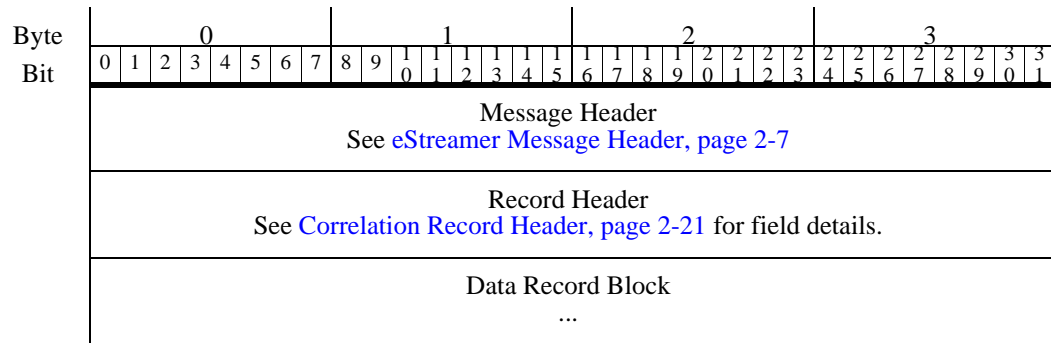 Byte 0 1 2 3
Bit 0 1 2 3 4 5 6 7 8 9 10 11 12 13 14 15 16 17 18 19 20 21 22 23 24 25 26 27 28 29 30 31
Message Header
See eStreamer Message Header, page 2-7
Record Header
See Correlation Record Header, page 2-21 for field details.
Data Record Block
...